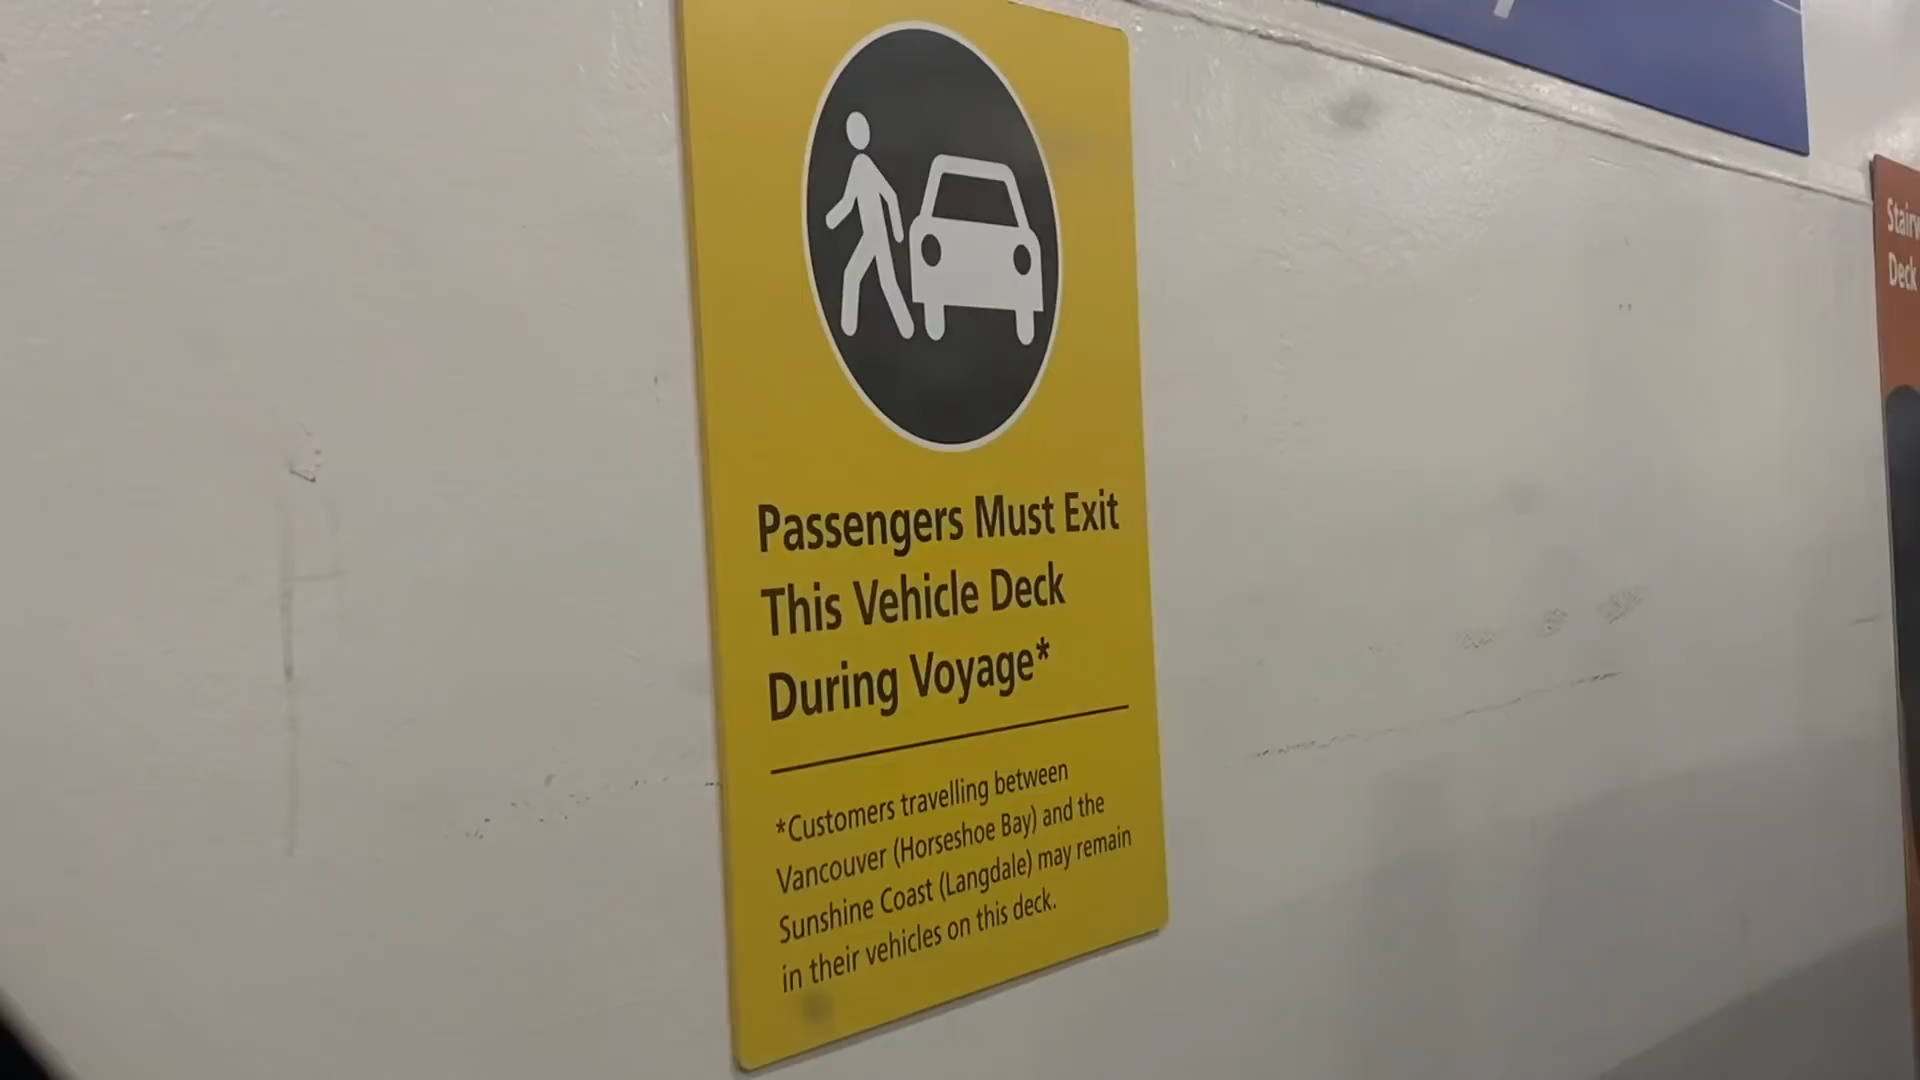 Passengers Must Exit
This Vehicle Deck
During Voyage*
*Customers travelling between
Vancouver (Horseshoe Bay) and the
Sunshine Coast (Langdale) may remain
in their vehicles on this deck.
Deck